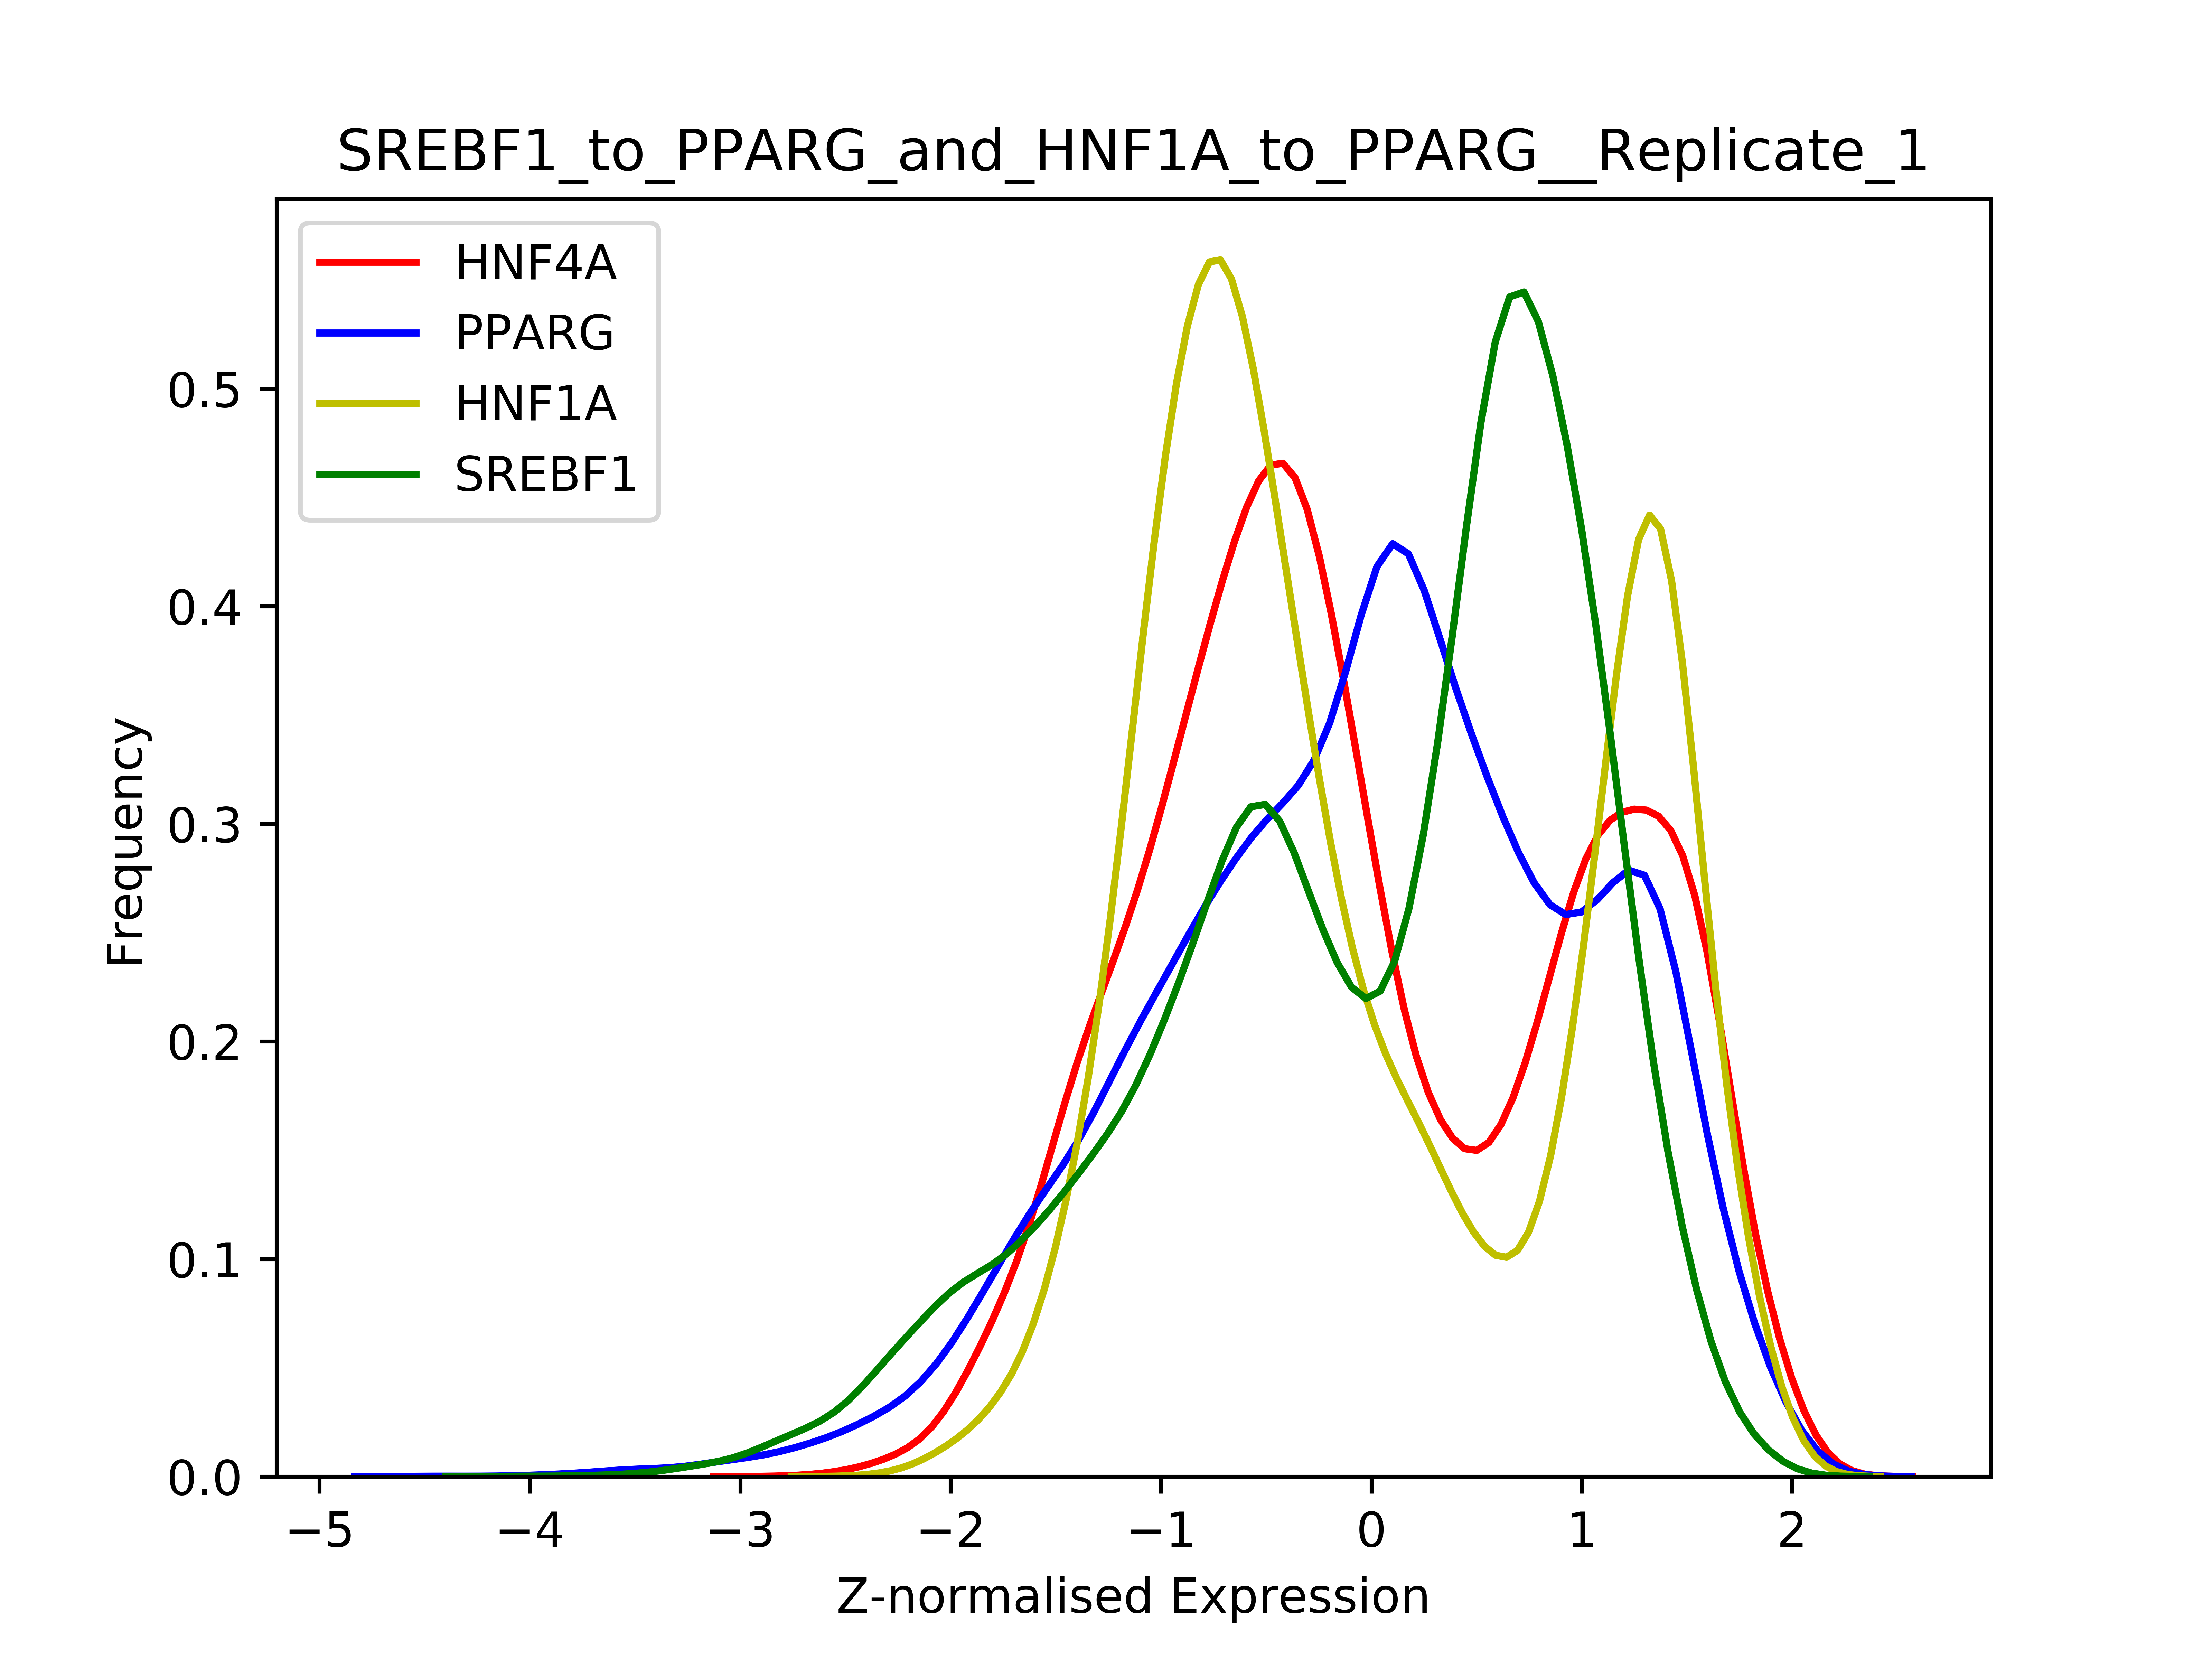 SREBF1_to_PPARG_and_HNF1A_to_PPARG__Replicate_1
HNF4A
PPARG
HNF1A
SREBF1
0.5
0.4
0.3
0.2
0.1
0.0
Frequency
−5 −4 −3 −2 −1 0 1 2
Z-normalised Expression